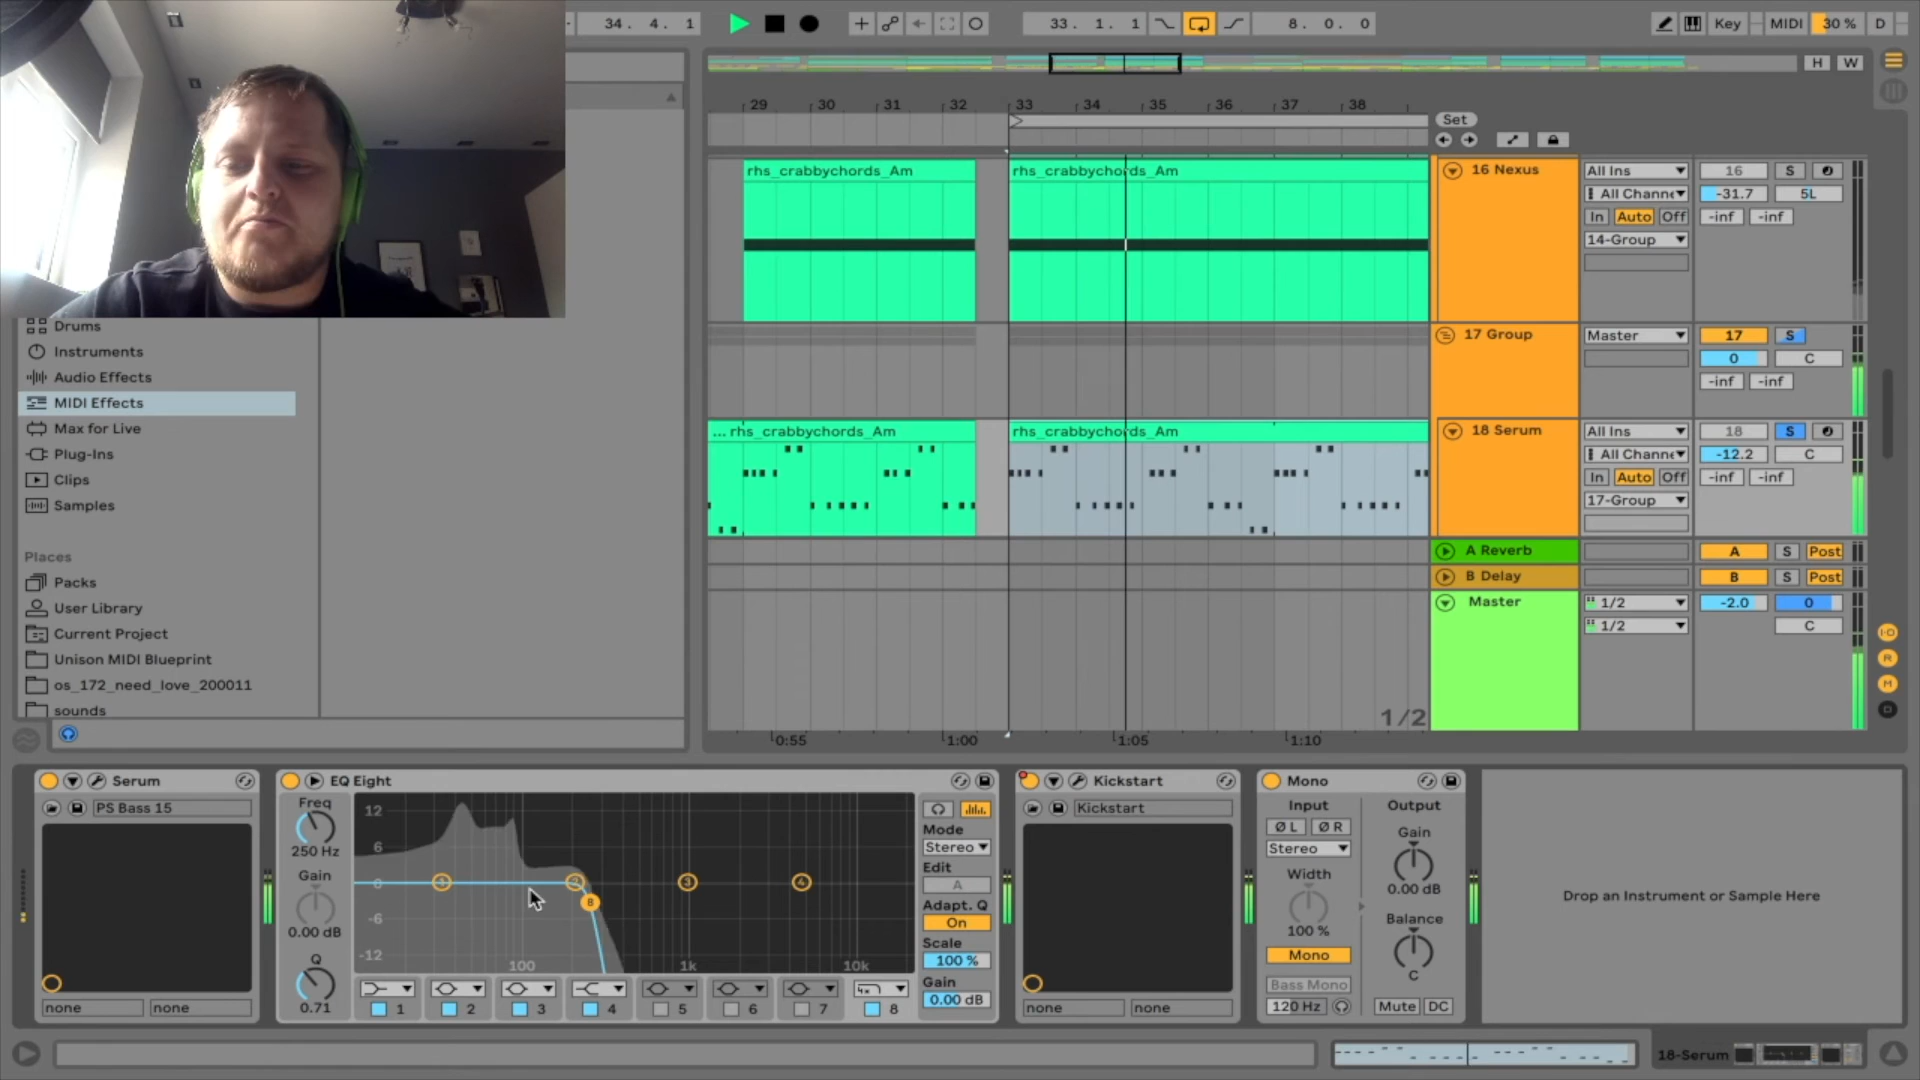 34. 4. 1
33. 1. 1
8. 0. 0
Key
MIDI
30 %
D
H
W
29 30 31 32 33 34 35 36 37 38
Set
rhs_crabbychords_Am
rhs_crabbychords_Am
16 Nexus
All Ins
16
S
All Channe
-31.7
5L
In Auto Off
-inf -inf
14-Group
17 Group
Master
17
S
0
C
-inf -inf
... rhs_crabbychords_Am
rhs_crabbychords_Am
18 Serum
All Ins
18
S
All Channe
-12.2
C
In Auto Off
-inf -inf
17-Group
A Reverb
A
S
Post
B Delay
B
S
Post
Master
1/2
-2.0
0
1/2
C
I·O
R
M
D
1/2
0:55 1:00 1:05 1:10
Drums
Instruments
Audio Effects
MIDI Effects
Max for Live
Plug-Ins
Clips
Samples
Places
Packs
User Library
Current Project
Unison MIDI Blueprint
os_172_need_love_200011
sounds
Serum
PS Bass 15
none none
EQ Eight
Freq
250 Hz
Gain
0.00 dB
Q
0.71
12
6
0
-6
-12
100 1k 10k
1 2 3 4 8
1 2 3 4 5 6 7 8
x4
Mode
Stereo
Edit
A
Adapt. Q
On
Scale
100 %
Gain
0.00 dB
Kickstart
Kickstart
none none
Mono
Input
Ø L Ø R
Stereo
Width
100 %
Mono
Bass Mono
120 Hz
Output
Gain
0.00 dB
Balance
C
Mute DC
Drop an Instrument or Sample Here
18-Serum